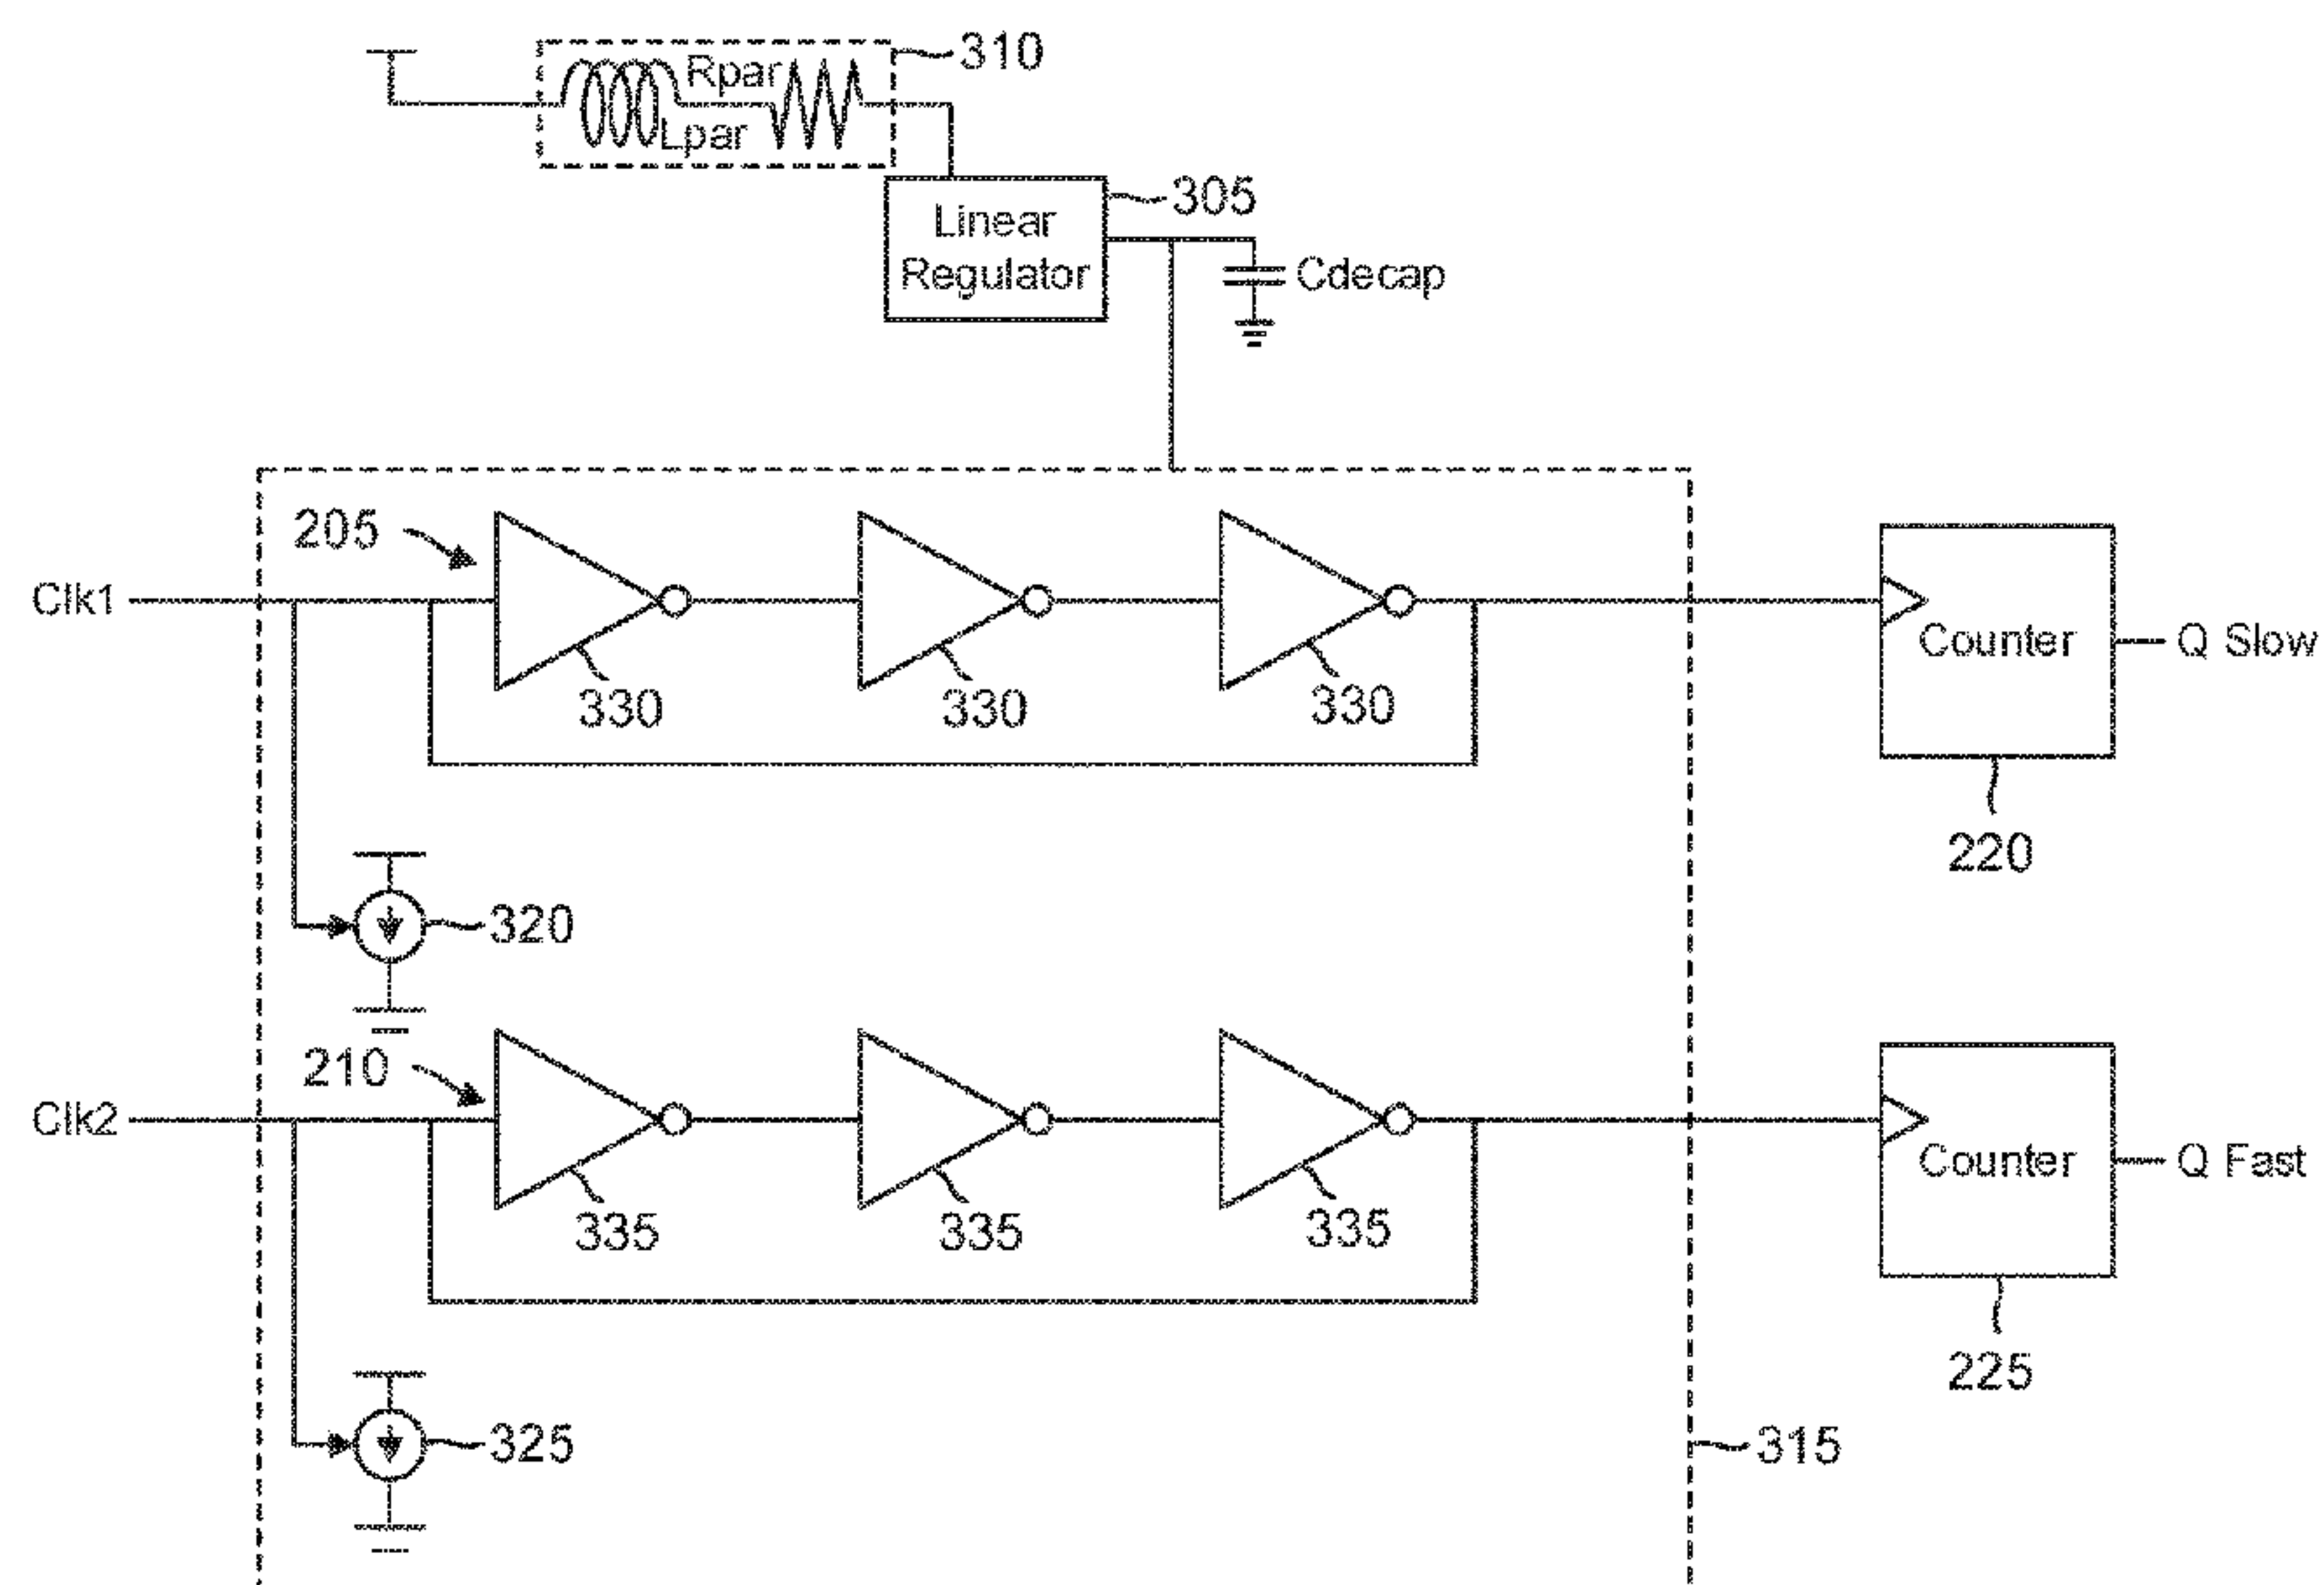 310
Rpar
Lpar
305
Linear
Regulator
Cdecap
205
Clk1
330
330
330
Counter
Q Slow
220
320
210
Clk2
335
335
335
Counter
Q Fast
225
325
315